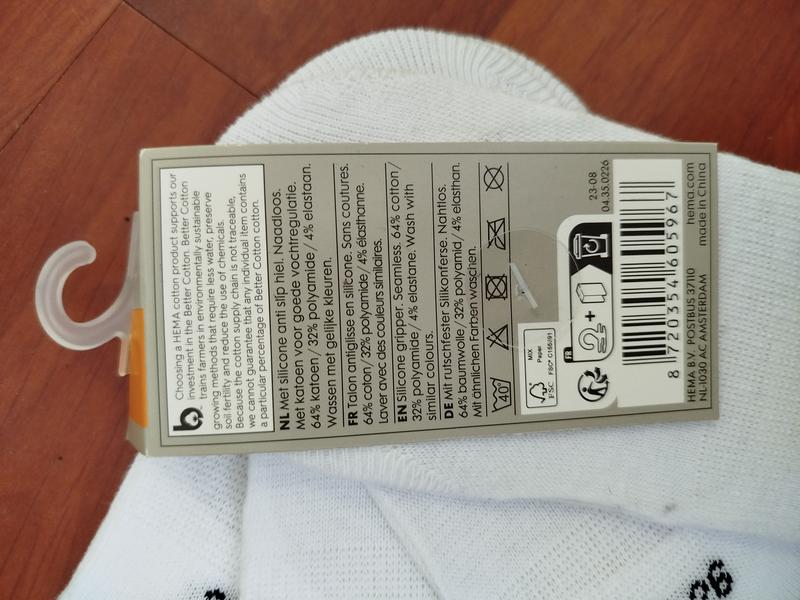 Choosing a HEMA cotton product supports our
investment in the Better Cotton. Better Cotton
trains farmers in environmentally sustainable
growing methods that require less water, preserve
soil fertility and reduce the use of chemicals.
Because the cotton supply chain is not traceable,
we cannot guarantee that any individual item contains
a particular percentage of Better Cotton cotton.
NL Met silicone anti slip hiel. Naadloos.
Met katoen voor goede vochtregulatie.
64% katoen / 32% polyamide / 4% elastaan.
Wassen met gelijke kleuren.
FR Talon antiglisse en silicone. Sans coutures.
64% coton/ 32% polyamide / 4% élasthanne.
Laver avec des couleurs similaires.
EN Silicone gripper. Seamless. 64% cotton/
32% polyamide / 4% elastane. Wash with
similar colours.
DE Mit rutschfester Silikonferse. Nahtlos.
64% baumwolle/ 32% polyamid/ 4% elasthan.
Mit ähnlichen Farben waschen.
40°
MIX
Paper
FSC
FSC® C155091
FR
23-08
04.35.0226
8 720354 605967
HEMA B.V. POSTBUS 37110 hema.com
NL-1030 AC AMSTERDAM made in China